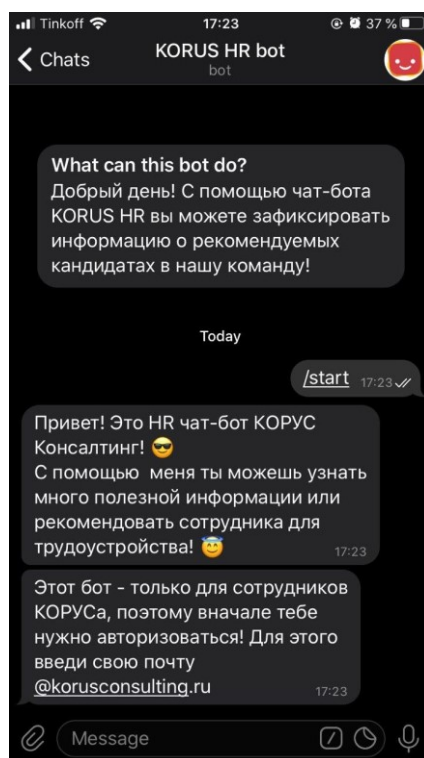 Tinkoff 17:23 37 %
Chats KORUS HR bot
bot
What can this bot do?
Добрый день! С помощью чат-бота
KORUS HR вы можете зафиксировать
информацию о рекомендуемых
кандидатах в нашу команду!
Today
/start 17:23
Привет! Это HR чат-бот КОРУС
Консалтинг! 😎
С помощью  меня ты можешь узнать
много полезной информации или
рекомендовать сотрудника для
трудоустройства! 😇 17:23
Этот бот - только для сотрудников
КОРУСа, поэтому вначале тебе
нужно авторизоваться! Для этого
введи свою почту
@korusconsulting.ru 17:23
Message